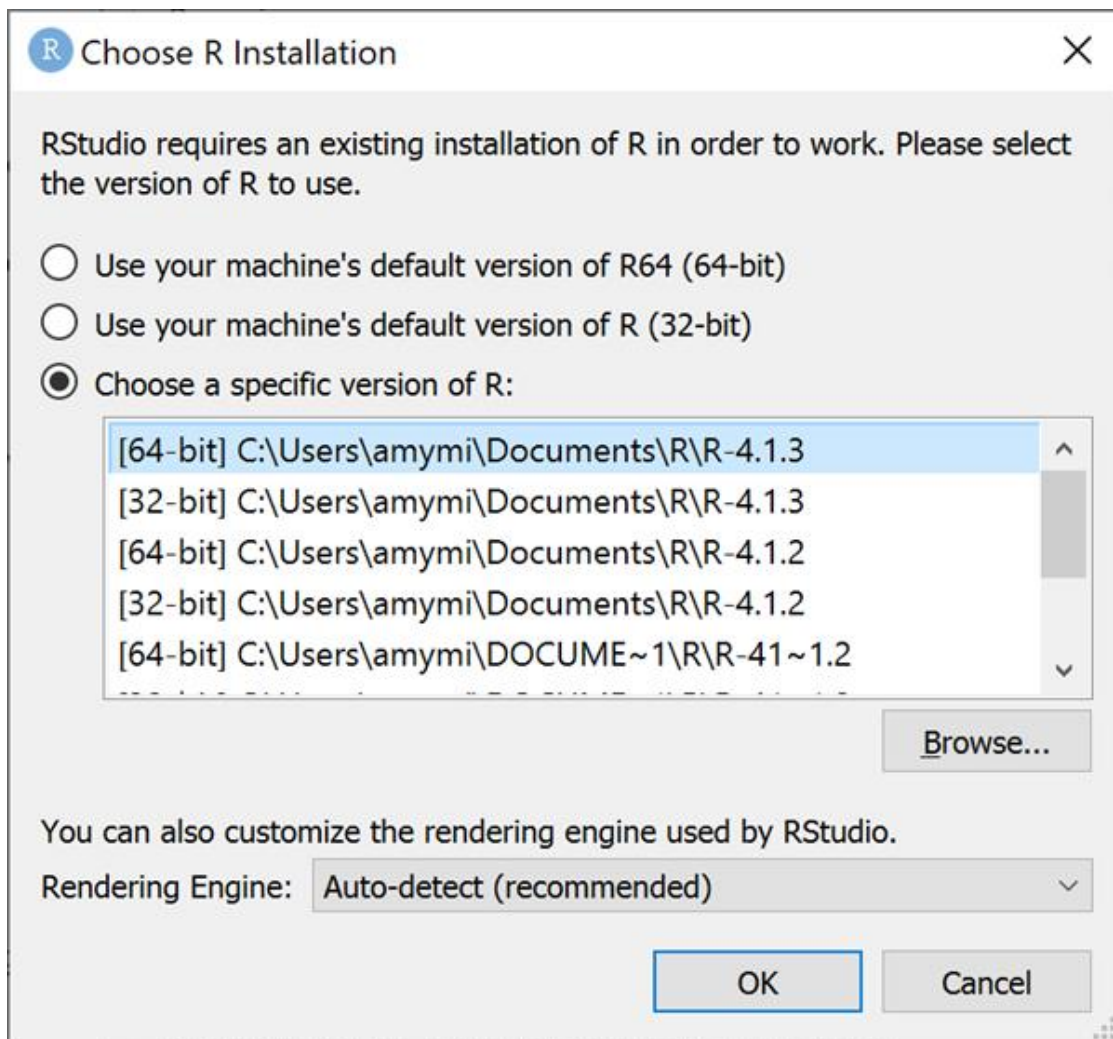 R Choose R Installation
RStudio requires an existing installation of R in order to work. Please select
the version of R to use.
Use your machine's default version of R64 (64-bit)
Use your machine's default version of R (32-bit)
Choose a specific version of R:
[64-bit] C:\Users\amymi\Documents\R\R-4.1.3
[32-bit] C:\Users\amymi\Documents\R\R-4.1.3
[64-bit] C:\Users\amymi\Documents\R\R-4.1.2
[32-bit] C:\Users\amymi\Documents\R\R-4.1.2
[64-bit] C:\Users\amymi\DOCUME~1\R\R-41~1.2
Browse...
You can also customize the rendering engine used by RStudio.
Rendering Engine: Auto-detect (recommended)
OK Cancel